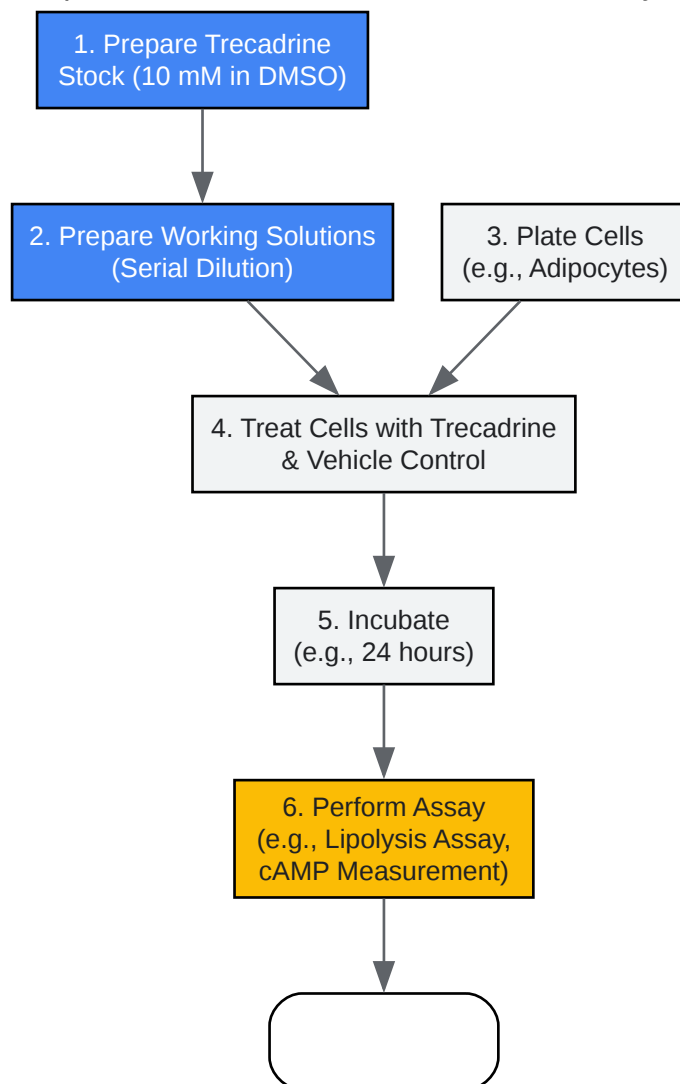 1. Prepare Trecadrine
Stock (10 mM in DMSO)
2. Prepare Working Solutions
(Serial Dilution)
3. Plate Cells
(e.g., Adipocytes)
4. Treat Cells with Trecadrine
& Vehicle Control
5. Incubate
(e.g., 24 hours)
6. Perform Assay
(e.g., Lipolysis Assay,
cAMP Measurement)